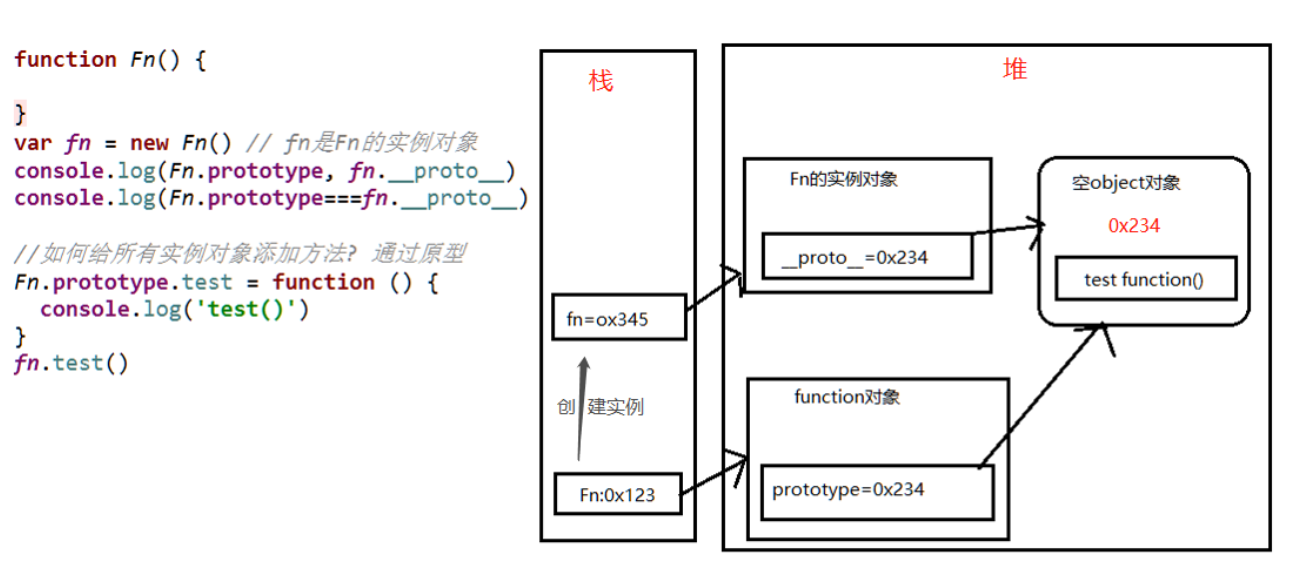 function Fn() {
}
var fn = new Fn() // fn是Fn的实例对象
console.log(Fn.prototype, fn.__proto__)
console.log(Fn.prototype===fn.__proto__)
//如何给所有实例对象添加方法? 通过原型
Fn.prototype.test = function () {
console.log('test()')
}
fn.test()
栈
fn=ox345
创建实例
Fn:0x123
堆
Fn的实例对象
__proto__=0x234
空object对象
0x234
test function()
function对象
prototype=0x234